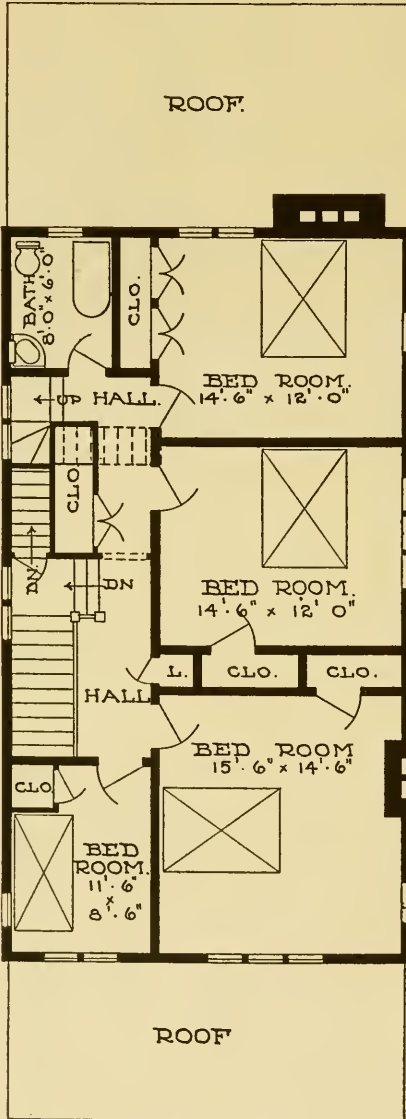 ROOF.
BATH
8'·0" x 6'·0"
CLO.
BED ROOM.
14'·6" x 12'·0"
UP
HALL.
CLO.
DN.
DN
BED ROOM.
14'·6" x 12' 0"
HALL
L.
CLO.
CLO.
BED ROOM
15'·6" x 14'·6"
CLO.
BED
ROOM.
11'·6"
x
8'·6"
ROOF